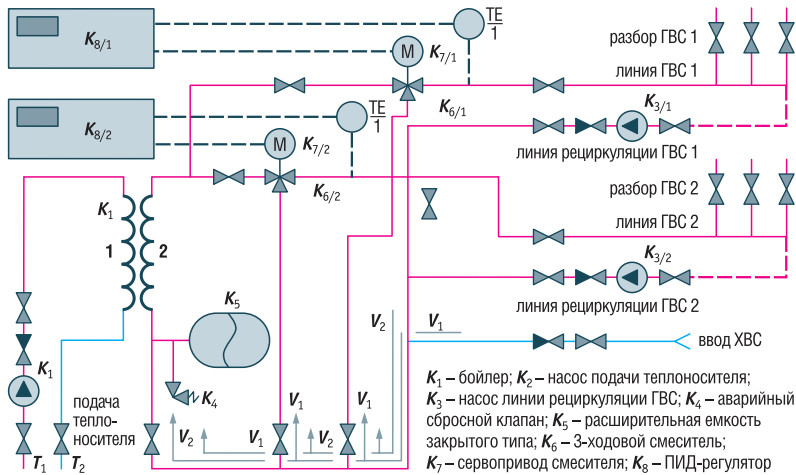 K8/1
TE
1
M
K7/1
разбор ГВС 1
линия ГВС 1
K6/1
K3/1
линия рециркуляции ГВС 1
K8/2
TE
1
M
K7/2
K6/2
разбор ГВС 2
линия ГВС 2
K3/2
линия рециркуляции ГВС 2
K1
1
2
K5
V2
V1
ввод ХВС
K1
K4
подача
тепло-
носителя
V1
V1
V2
V1
V2
V1
T1
T2
K1 – бойлер; K2 – насос подачи теплоносителя;
K3 – насос линии рециркуляции ГВС; K4 – аварийный
сбросной клапан; K5 – расширительная емкость
закрытого типа; K6 – 3-ходовой смеситель;
K7 – сервопривод смесителя; K8 – ПИД-регулятор